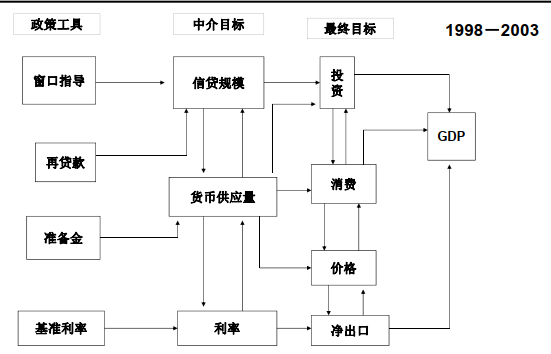 政策工具
中介目标
最终目标
1998－2003
窗口指导
信贷规模
投
资
GDP
再贷款
货币供应量
消费
准备金
价格
基准利率
利率
净出口